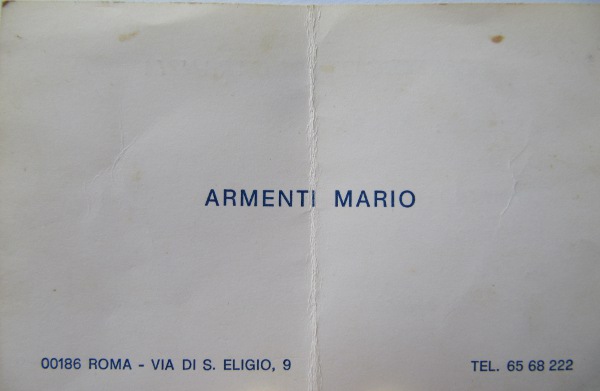 ARMENTI MARIO
00186 ROMA - VIA DI S. ELIGIO, 9
TEL. 65 68 222